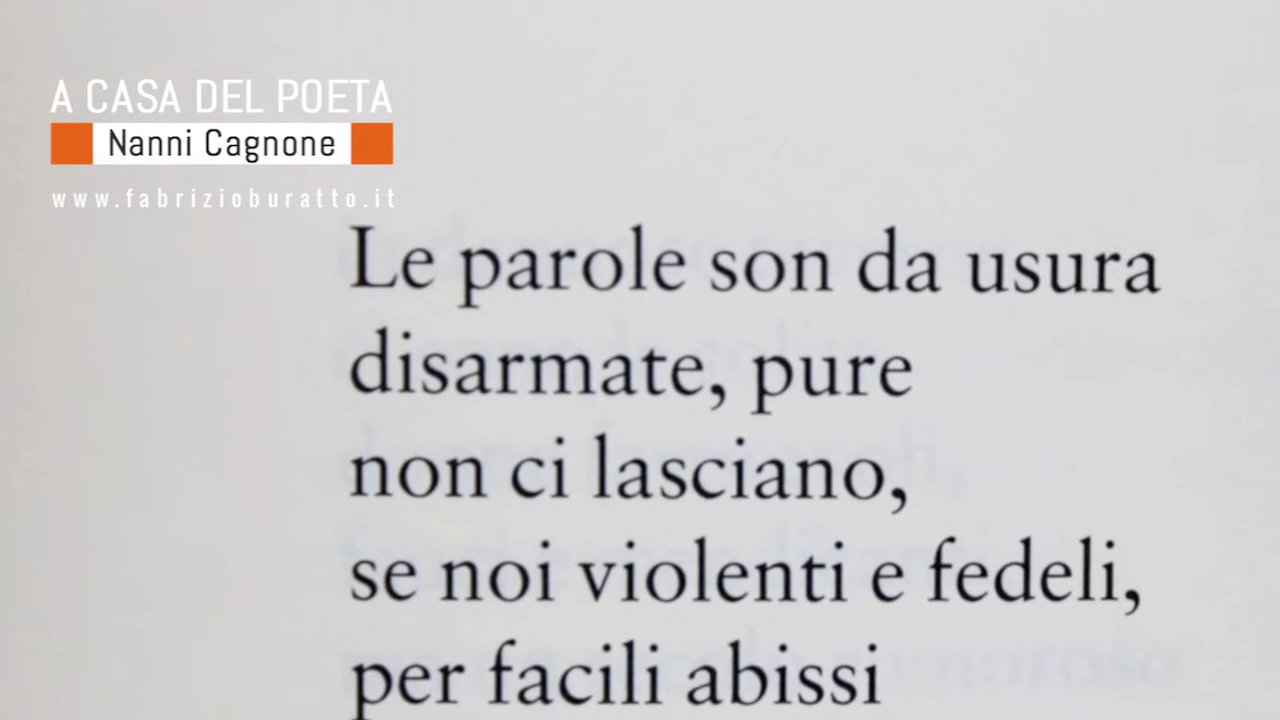 A CASA DEL POETA
Nanni Cagnone
www.fabrizioburatto.it
Le parole son da usura
disarmate, pure
non ci lasciano,
se noi violenti e fedeli,
per facili abissi